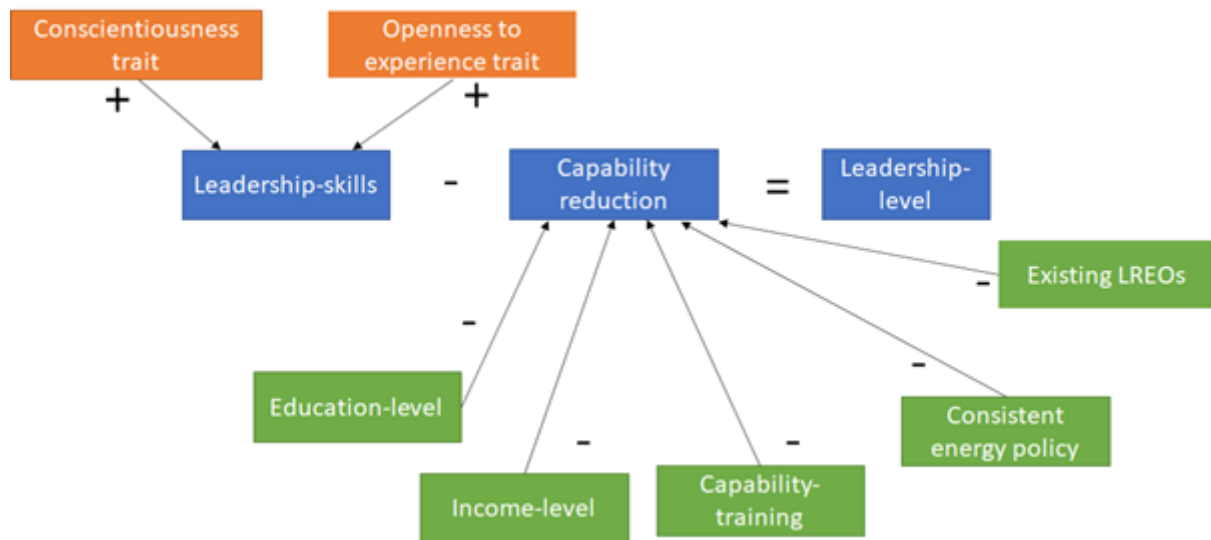 Conscientiousness
trait
Openness to
experience trait
+
+
Leadership-skills
-
Capability
reduction
=
Leadership-
level
Existing LREOs
-
-
-
Education-level
Consistent
energy policy
-
-
Income-level
Capability-
training